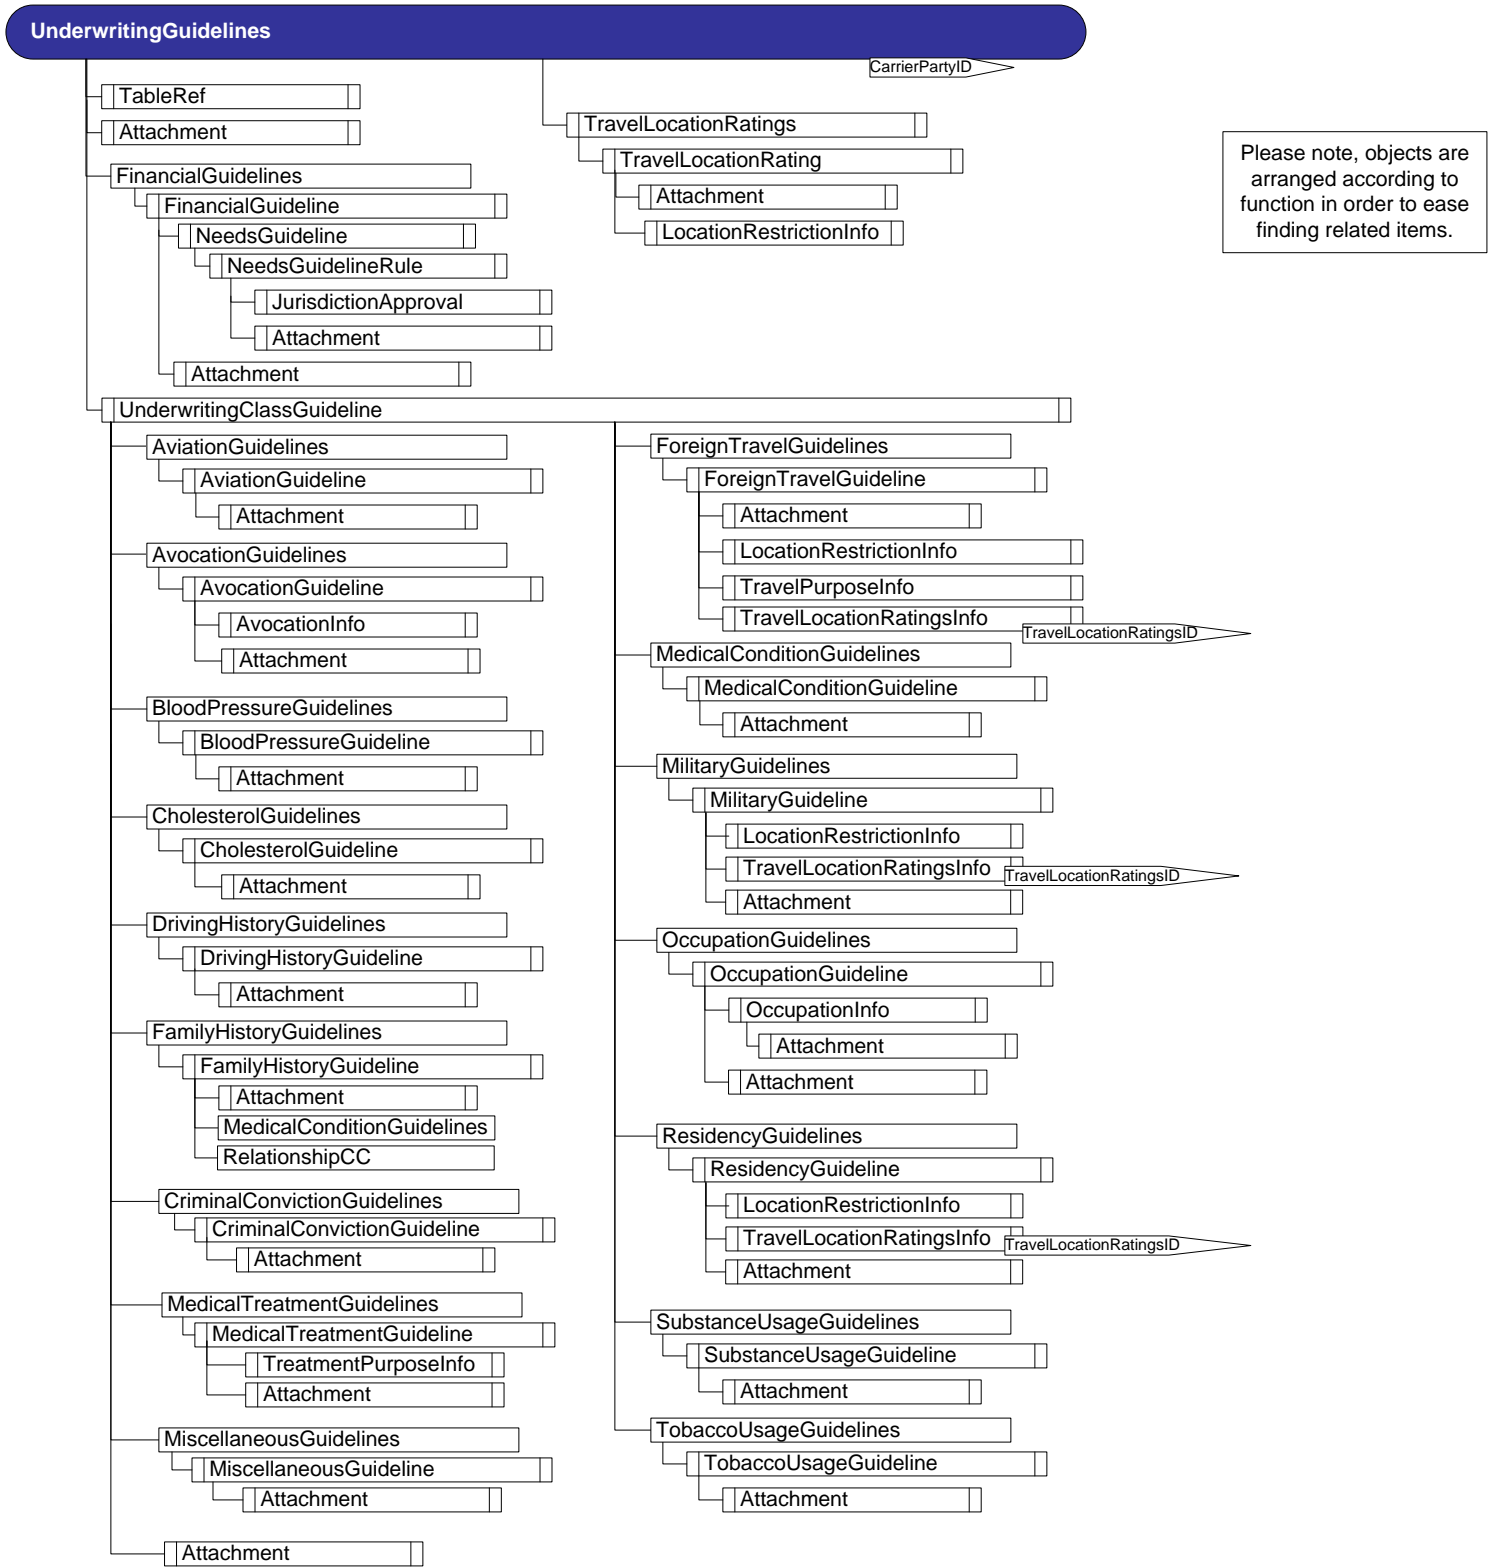 UnderwritingGuidelines
CarrierPartyID
TableRef
Attachment
FinancialGuidelines
FinancialGuideline
NeedsGuideline
NeedsGuidelineRule
JurisdictionApproval
Attachment
Attachment
TravelLocationRatings
TravelLocationRating
Attachment
LocationRestrictionInfo
Please note, objects are
arranged according to
function in order to ease
finding related items.
UnderwritingClassGuideline
AviationGuidelines
AviationGuideline
Attachment
AvocationGuidelines
AvocationGuideline
AvocationInfo
Attachment
BloodPressureGuidelines
BloodPressureGuideline
Attachment
CholesterolGuidelines
CholesterolGuideline
Attachment
DrivingHistoryGuidelines
DrivingHistoryGuideline
Attachment
FamilyHistoryGuidelines
FamilyHistoryGuideline
Attachment
MedicalConditionGuidelines
RelationshipCC
CriminalConvictionGuidelines
CriminalConvictionGuideline
Attachment
MedicalTreatmentGuidelines
MedicalTreatmentGuideline
TreatmentPurposeInfo
Attachment
MiscellaneousGuidelines
MiscellaneousGuideline
Attachment
Attachment
ForeignTravelGuidelines
ForeignTravelGuideline
Attachment
LocationRestrictionInfo
TravelPurposeInfo
TravelLocationRatingsInfo
TravelLocationRatingsID
MedicalConditionGuidelines
MedicalConditionGuideline
Attachment
MilitaryGuidelines
MilitaryGuideline
LocationRestrictionInfo
TravelLocationRatingsInfo
TravelLocationRatingsID
Attachment
OccupationGuidelines
OccupationGuideline
OccupationInfo
Attachment
Attachment
ResidencyGuidelines
ResidencyGuideline
LocationRestrictionInfo
TravelLocationRatingsInfo
TravelLocationRatingsID
Attachment
SubstanceUsageGuidelines
SubstanceUsageGuideline
Attachment
TobaccoUsageGuidelines
TobaccoUsageGuideline
Attachment